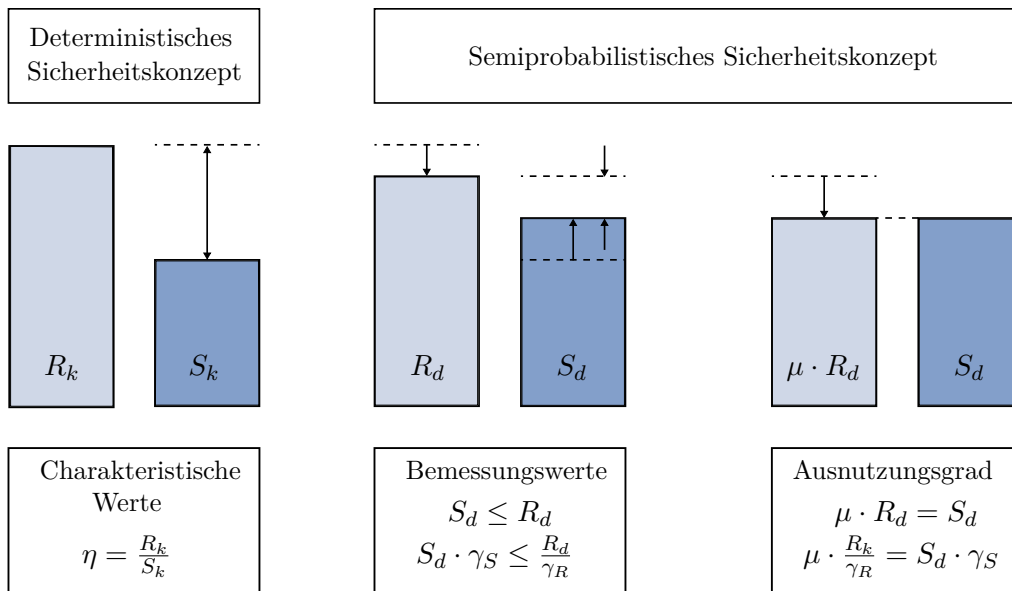 Deterministisches
Sicherheitskonzept
Semiprobabilistisches Sicherheitskonzept
R_k
S_k
R_d
S_d
μ · R_d
S_d
Charakteristische
Werte
η = R_k/S_k
Bemessungswerte
S_d ≤ R_d
S_d · γ_S ≤ R_d/γ_R
Ausnutzungsgrad
μ · R_d = S_d
μ · R_k/γ_R = S_d · γ_S